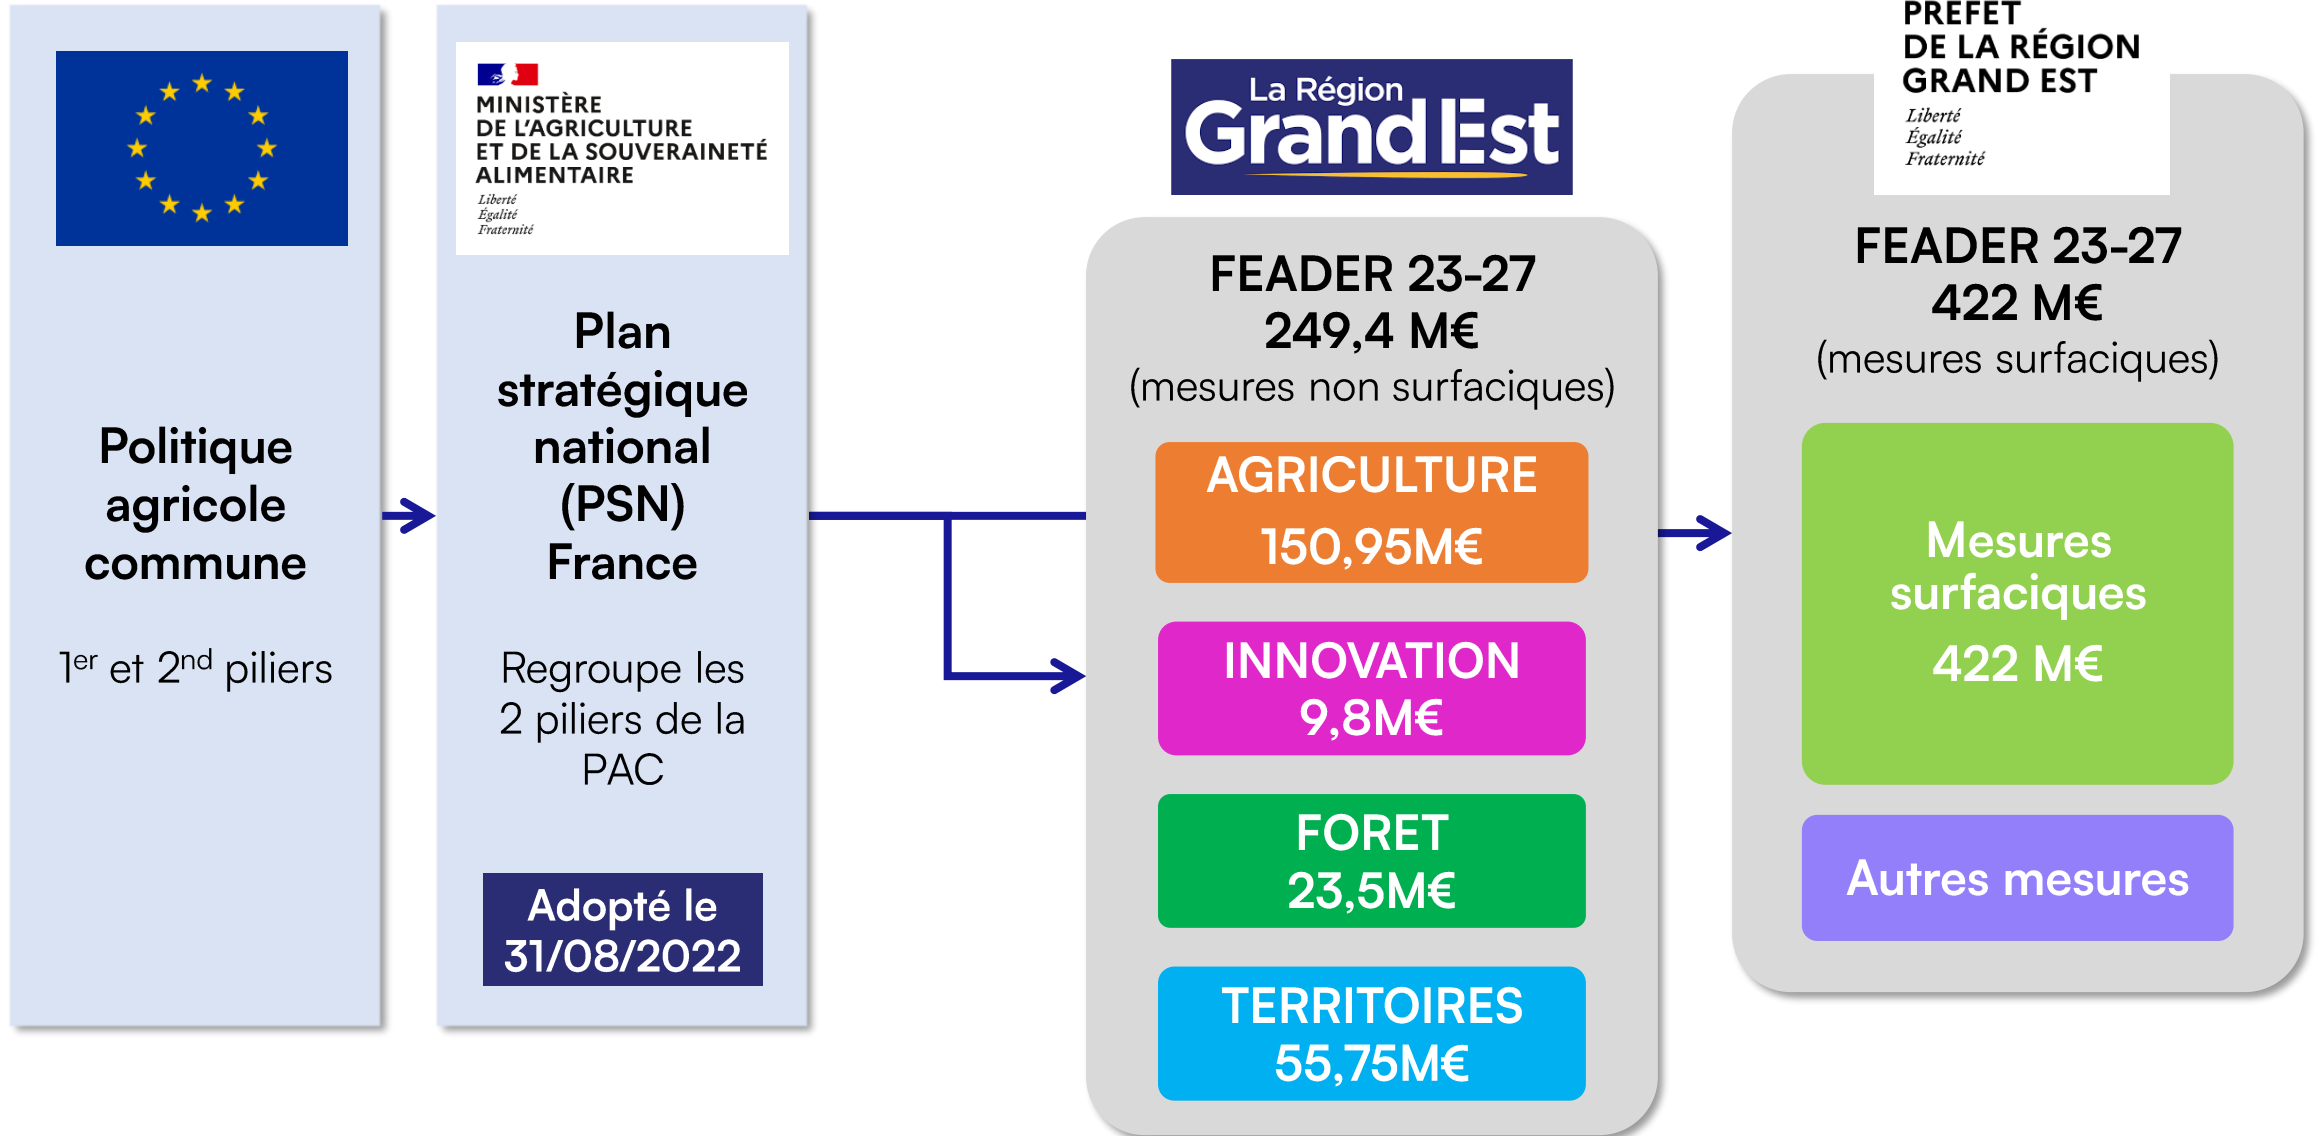 Politique
agricole
commune
1er et 2nd piliers
MINISTÈRE
DE L'AGRICULTURE
ET DE LA SOUVERAINETÉ
ALIMENTAIRE
Liberté
Égalité
Fraternité
Plan
stratégique
national
(PSN)
France
Regroupe les
2 piliers de la
PAC
Adopté le
31/08/2022
La Région
Grand Est
FEADER 23-27
249,4 M€
(mesures non surfaciques)
AGRICULTURE
150,95M€
INNOVATION
9,8M€
FORET
23,5M€
TERRITOIRES
55,75M€
PREFET
DE LA RÉGION
GRAND EST
Liberté
Égalité
Fraternité
FEADER 23-27
422 M€
(mesures surfaciques)
Mesures
surfaciques
422 M€
Autres mesures